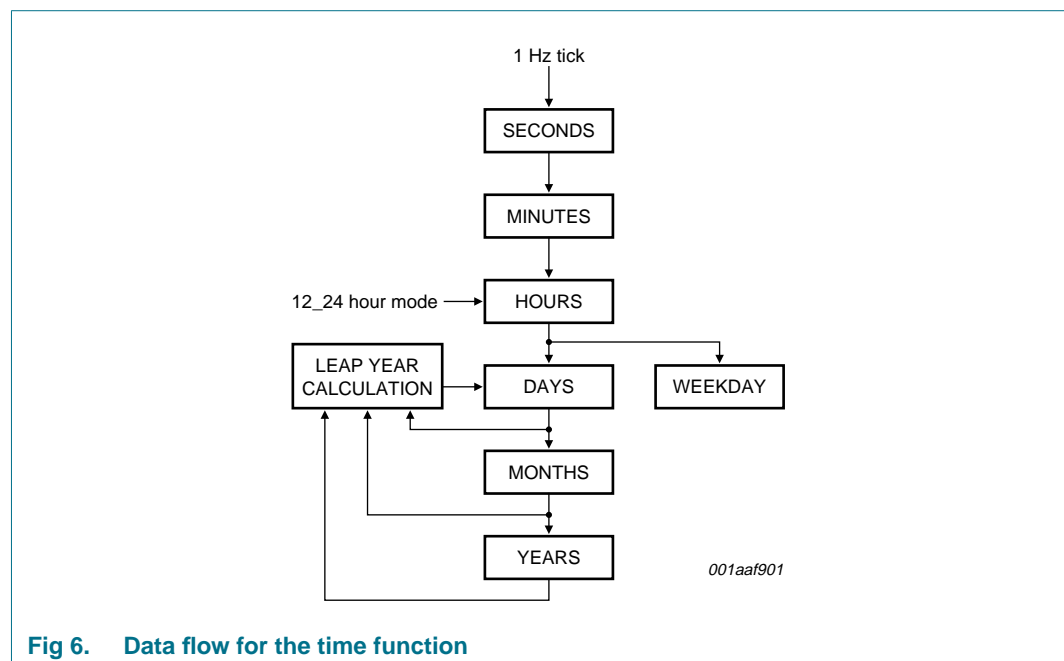 1 Hz tick
SECONDS
MINUTES
12_24 hour mode
HOURS
LEAP YEAR
CALCULATION
DAYS
WEEKDAY
MONTHS
YEARS
001aaf901
Fig 6. Data flow for the time function